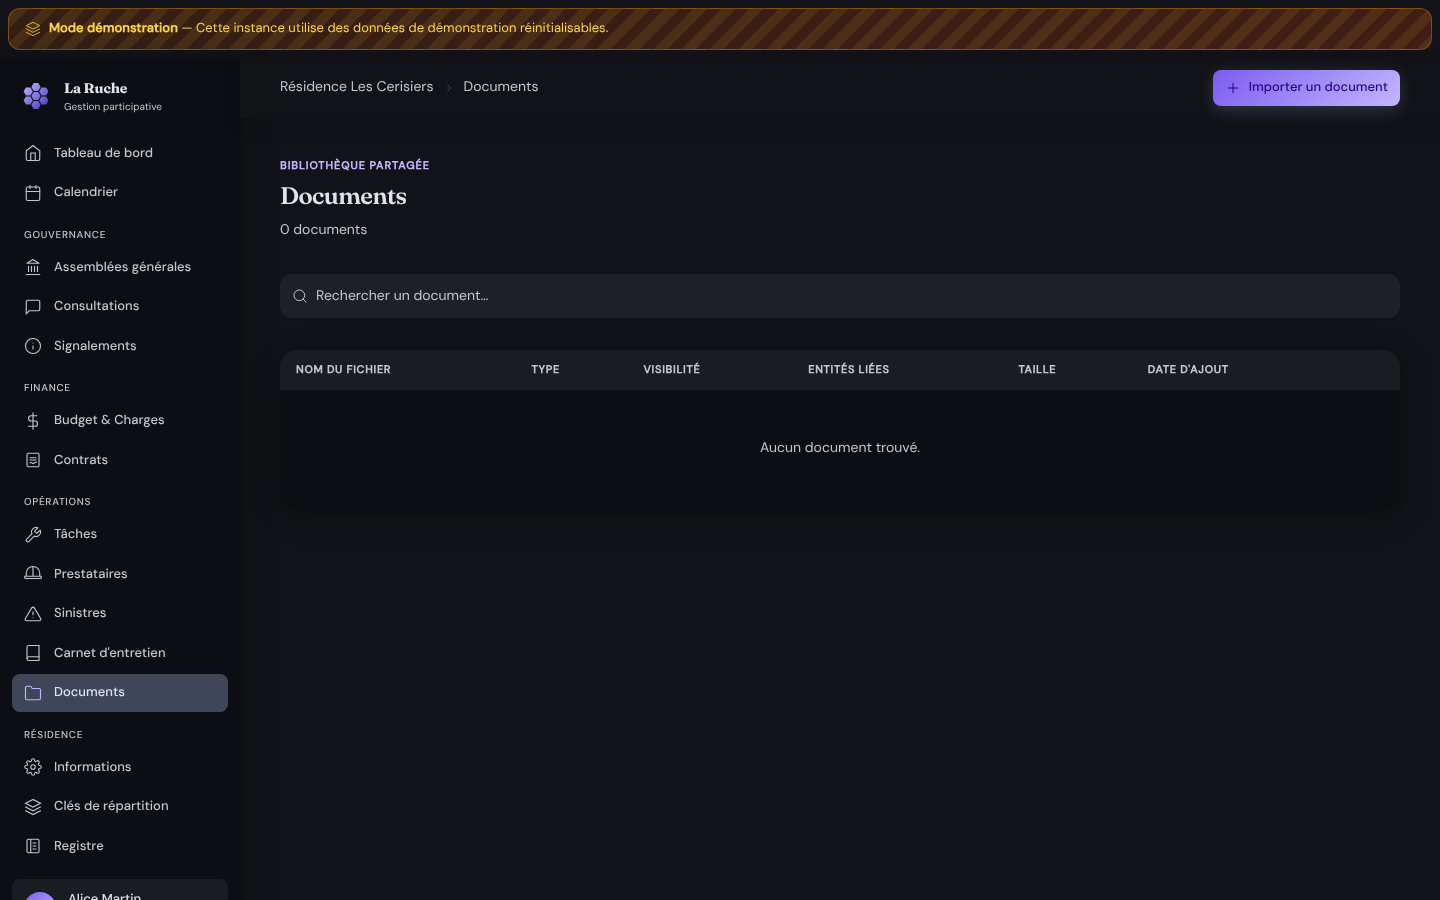 Mode démonstration — Cette instance utilise des données de démonstration réinitialisables.
La Ruche
Gestion participative
Tableau de bord
Calendrier
GOUVERNANCE
Assemblées générales
Consultations
Signalements
FINANCE
Budget & Charges
Contrats
OPÉRATIONS
Tâches
Prestataires
Sinistres
Carnet d'entretien
Documents
RÉSIDENCE
Informations
Clés de répartition
Registre
Alice Martin
Résidence Les Cerisiers > Documents
Importer un document
BIBLIOTHÈQUE PARTAGÉE
Documents
0 documents
Rechercher un document...
NOM DU FICHIER TYPE VISIBILITÉ ENTITÉS LIÉES TAILLE DATE D'AJOUT
Aucun document trouvé.